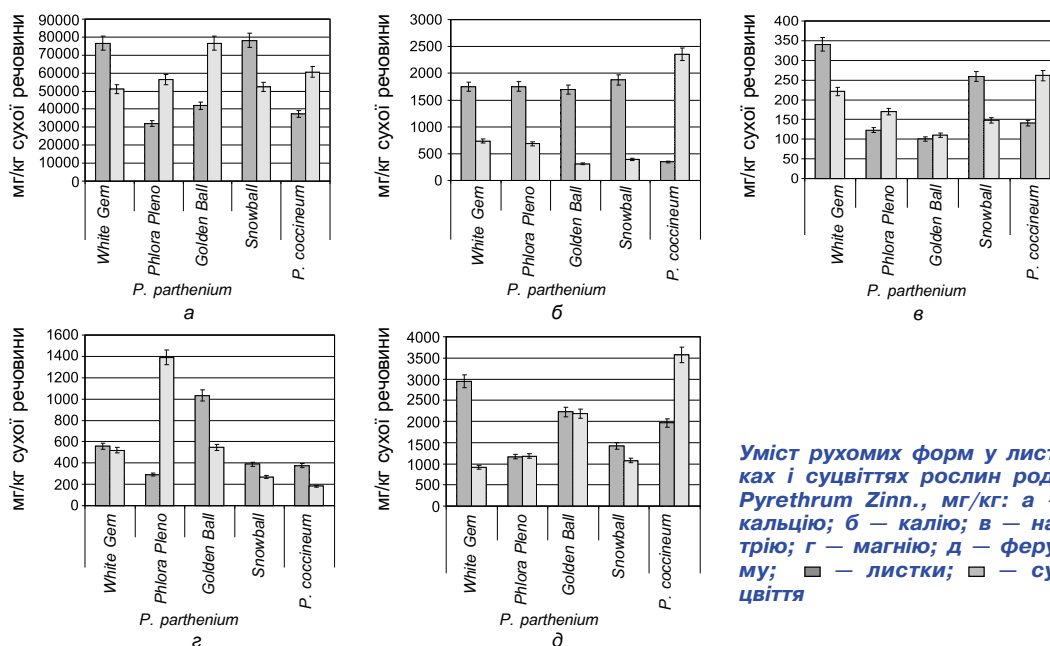 мг/кг сухої речовини
90000
80000
70000
60000
50000
40000
30000
20000
10000
0
White Gem
Phlora Pleno
Golden Ball
Snowball
P. coccineum
P. parthenium
а
мг/кг сухої речовини
3000
2500
2000
1500
1000
500
0
White Gem
Phlora Pleno
Golden Ball
Snowball
P. coccineum
P. parthenium
б
мг/кг сухої речовини
400
350
300
250
200
150
100
50
0
White Gem
Phlora Pleno
Golden Ball
Snowball
P. coccineum
P. parthenium
в
мг/кг сухої речовини
1600
1400
1200
1000
800
600
400
200
0
White Gem
Phlora Pleno
Golden Ball
Snowball
P. coccineum
P. parthenium
г
мг/кг сухої речовини
4000
3500
3000
2500
2000
1500
1000
500
0
White Gem
Phlora Pleno
Golden Ball
Snowball
P. coccineum
P. parthenium
д
Уміст рухомих форм у лист
ках і суцвіттях рослин род
Pyrethrum Zinn., мг/кг: а –
кальцію; б — калію; в — на
трію; г — магнію; д — феру
му; — листки; — су
цвіття